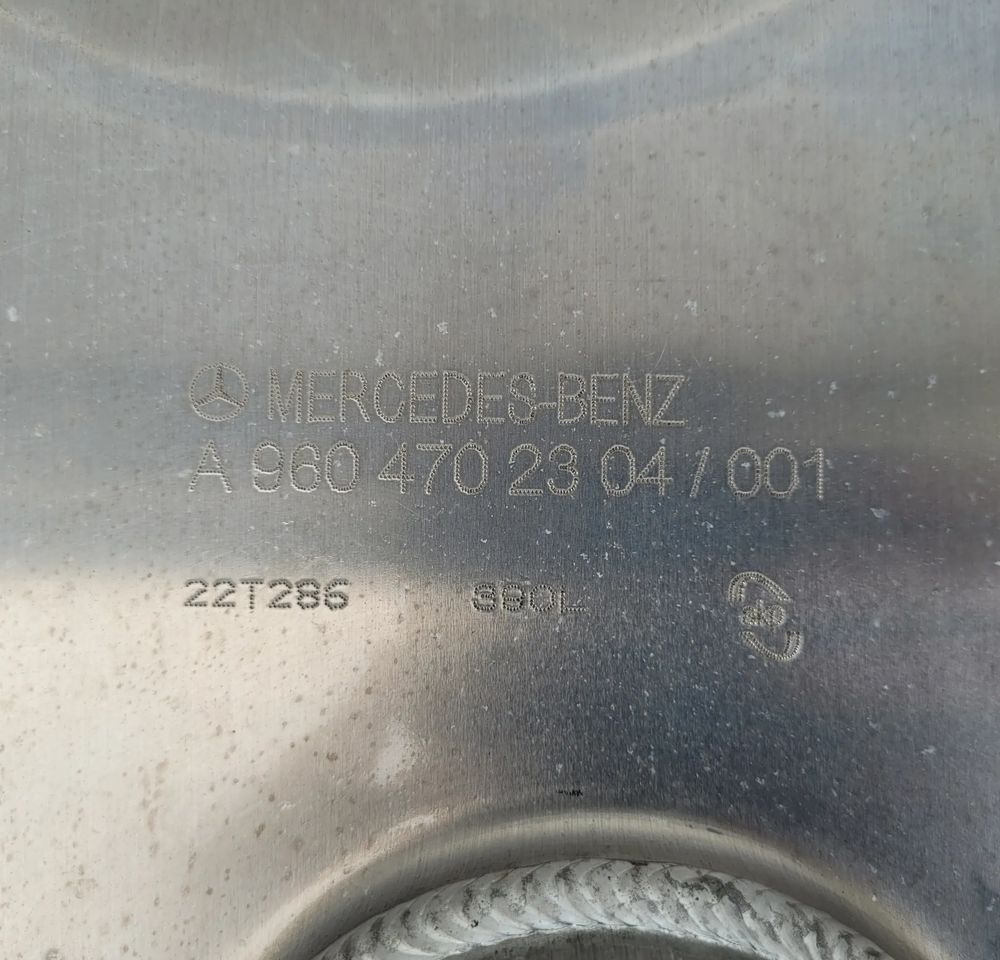 MERCEDES-BENZ
A 960 470 23 04 / 001
22T286 390L